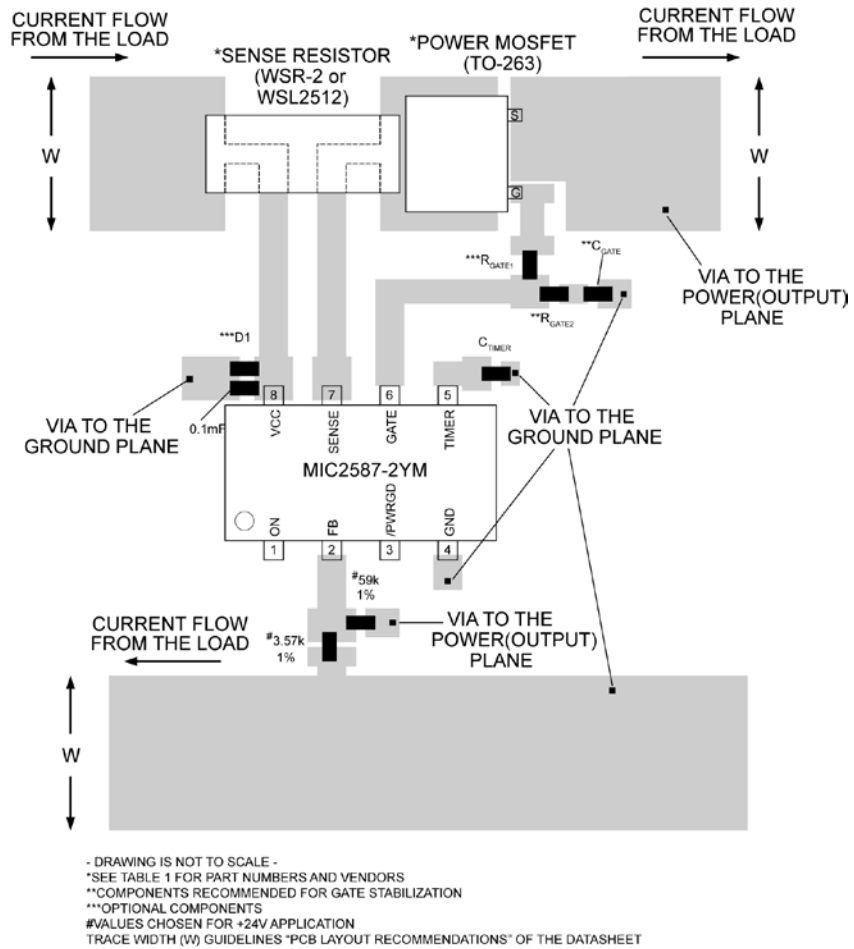 CURRENT FLOW
FROM THE LOAD
*SENSE RESISTOR
(WSR-2 or
WSL2512)
*POWER MOSFET
(TO-263)
CURRENT FLOW
FROM THE LOAD
W
S
G
W
***RGATE1
**CGATE
**RGATE2
VIA TO THE
POWER(OUTPUT)
PLANE
***D1
CTIMER
VIA TO THE
GROUND PLANE
0.1mF
8
7
6
5
VIA TO THE
GROUND PLANE
VCC
SENSE
GATE
TIMER
MIC2587-2YM
ON
FB
/PWRGD
GND
1
2
3
4
#59k
1%
CURRENT FLOW
FROM THE LOAD
#3.57k
1%
VIA TO THE
POWER(OUTPUT)
PLANE
W
- DRAWING IS NOT TO SCALE -
*SEE TABLE 1 FOR PART NUMBERS AND VENDORS
**COMPONENTS RECOMMENDED FOR GATE STABILIZATION
***OPTIONAL COMPONENTS
#VALUES CHOSEN FOR +24V APPLICATION
TRACE WIDTH (W) GUIDELINES "PCB LAYOUT RECOMMENDATIONS" OF THE DATASHEET